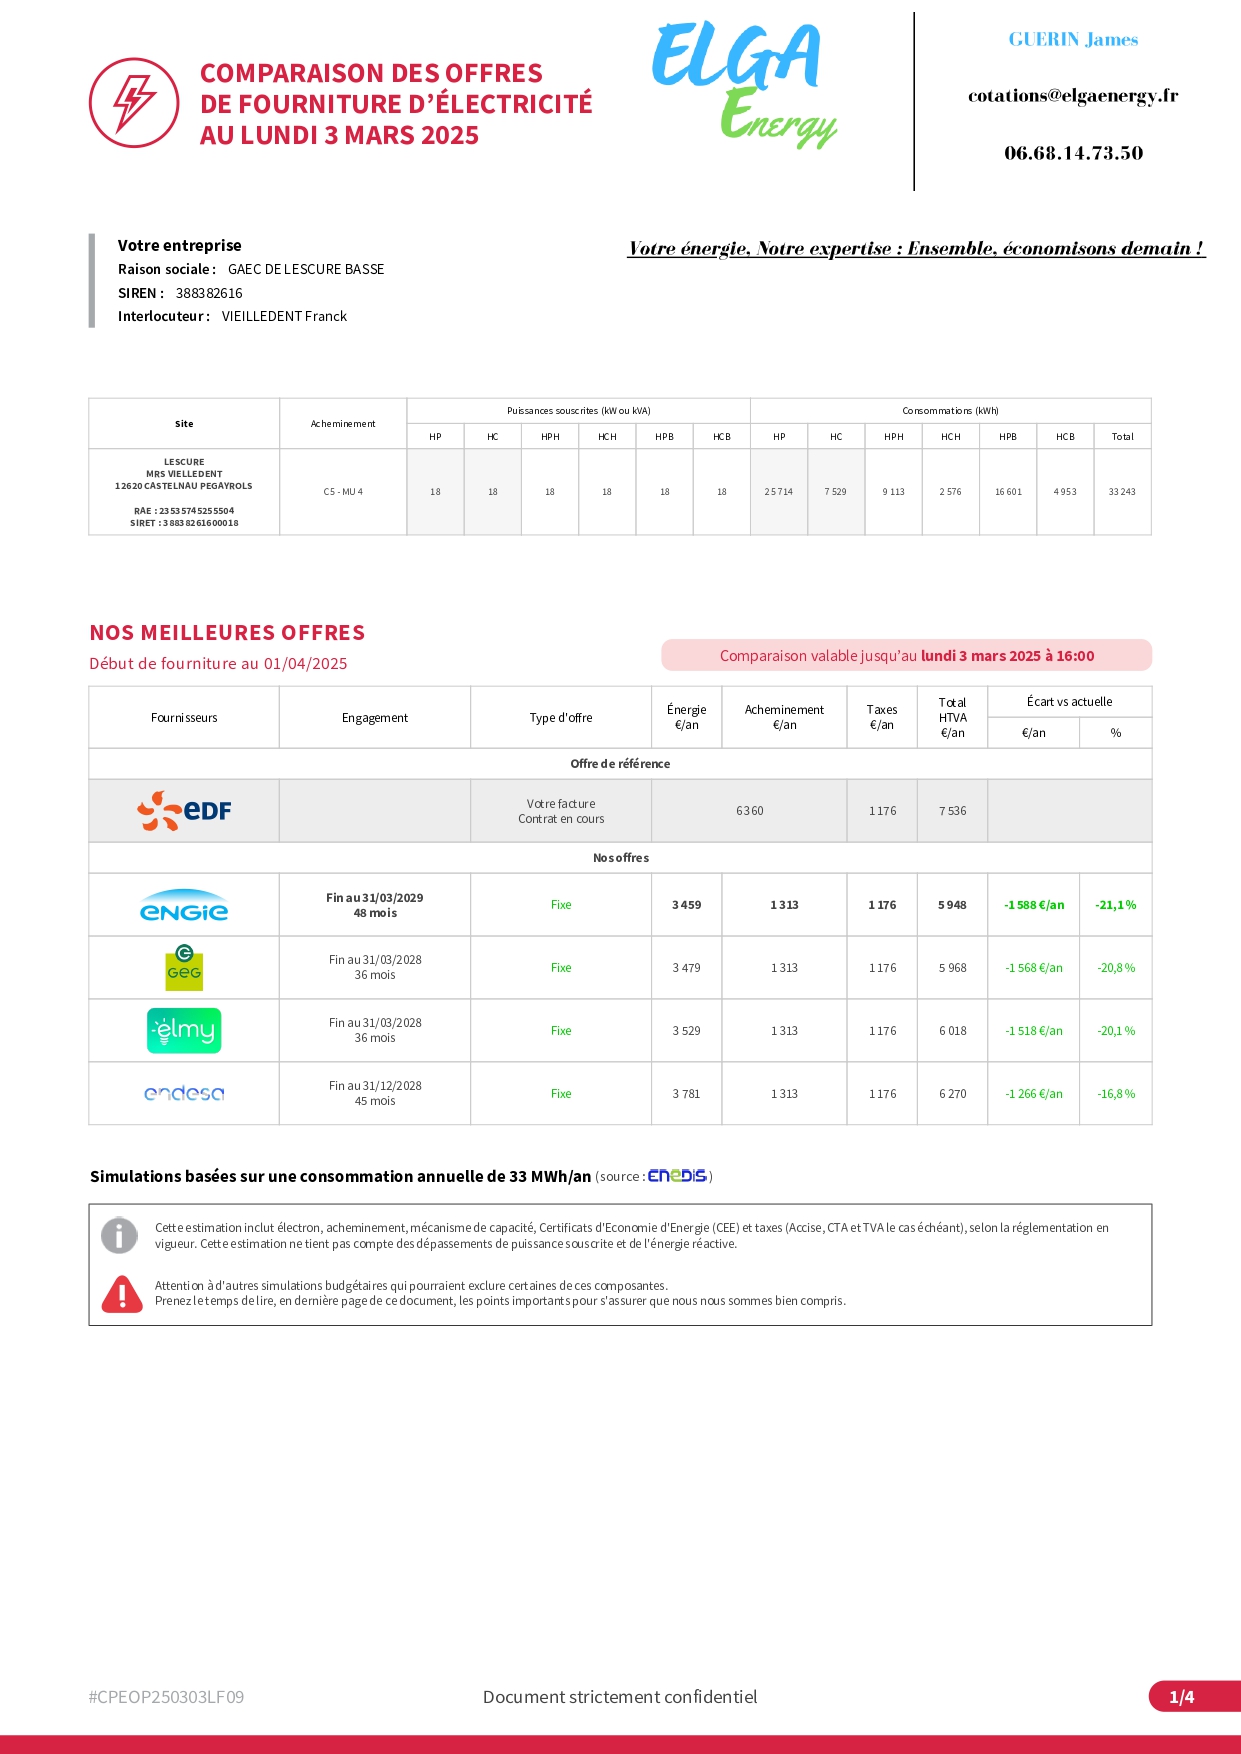 COMPARAISON DES OFFRES
DE FOURNITURE D'ÉLECTRICITÉ
AU LUNDI 3 MARS 2025
ELGA
Energy
GUERIN James
cotations@elgaenergy.fr
06.68.14.73.50
Votre entreprise
Raison sociale : GAEC DE LESCURE BASSE
SIREN : 388382616
Interlocuteur : VIEILLEDENT Franck
Votre énergie, Notre expertise : Ensemble, économisons demain !
Site Acheminement Puissances souscrites (kW ou kVA) Consommations (kWh)
HP HC HPH HCH HPB HCB HP HC HPH HCH HPB HCB Total
LESCURE
MRS VIELLEDENT
12620 CASTELNAU PEGAYROLS
RAE : 23535745255504
SIRET : 38838261600018
C5 - MU 4 18 18 18 18 18 18 25 714 7 529 9 113 2 576 16 601 4 953 33 243
NOS MEILLEURES OFFRES
Début de fourniture au 01/04/2025
Comparaison valable jusqu'au lundi 3 mars 2025 à 16:00
Fournisseurs Engagement Type d'offre Énergie €/an Acheminement €/an Taxes €/an Total HTVA €/an Écart vs actuelle
€/an %
Offre de référence
eDF Votre facture Contrat en cours 6 360 1 176 7 536
Nos offres
ENGIE Fin au 31/03/2029 48 mois Fixe 3 459 1 313 1 176 5 948 -1 588 €/an -21,1 %
GEG Fin au 31/03/2028 36 mois Fixe 3 479 1 313 1 176 5 968 -1 568 €/an -20,8 %
elmy Fin au 31/03/2028 36 mois Fixe 3 529 1 313 1 176 6 018 -1 518 €/an -20,1 %
endesa Fin au 31/12/2028 45 mois Fixe 3 781 1 313 1 176 6 270 -1 266 €/an -16,8 %
Simulations basées sur une consommation annuelle de 33 MWh/an (source : ENEDIS)
Cette estimation inclut électron, acheminement, mécanisme de capacité, Certificats d'Economie d'Energie (CEE) et taxes (Accise, CTA et TVA le cas échéant), selon la réglementation en
vigueur. Cette estimation ne tient pas compte des dépassements de puissance souscrite et de l'énergie réactive.
Attention à d'autres simulations budgétaires qui pourraient exclure certaines de ces composantes.
Prenez le temps de lire, en dernière page de ce document, les points importants pour s'assurer que nous nous sommes bien compris.
#CPEOP250303LF09
Document strictement confidentiel
1/4